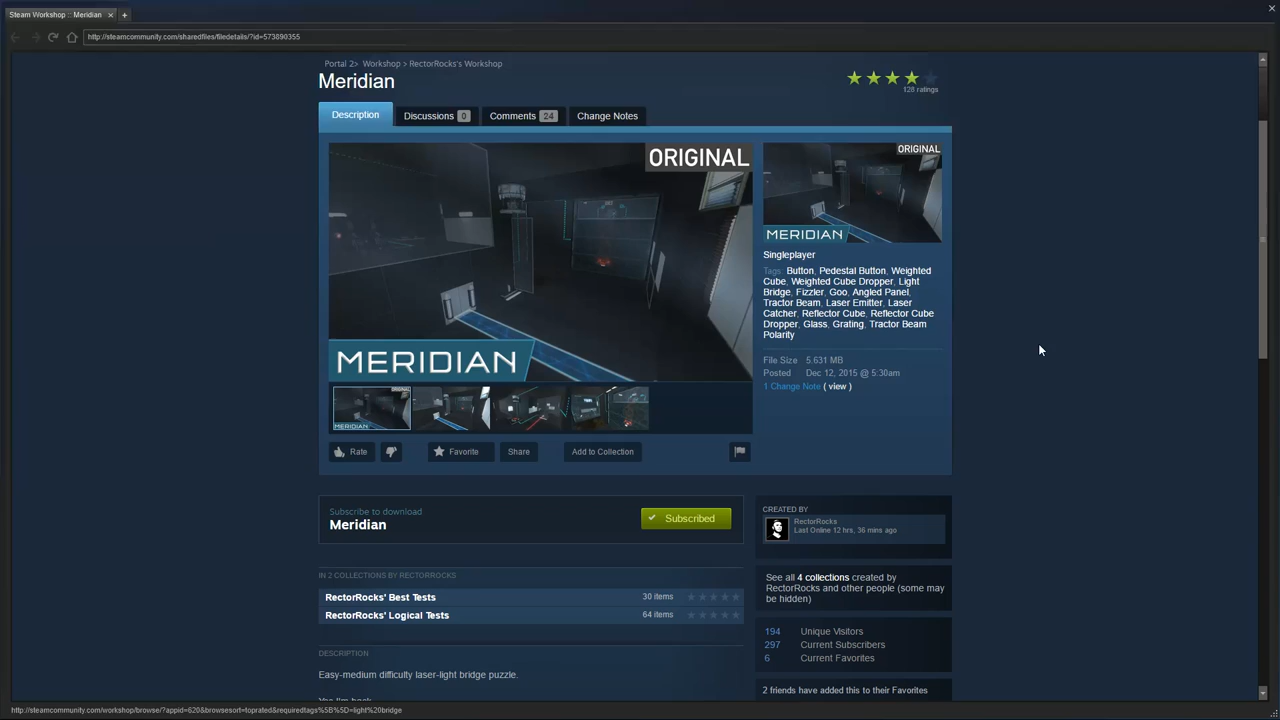 Steam Workshop :: Meridian
http://steamcommunity.com/sharedfiles/filedetails/?id=573890355
Portal 2> Workshop > RectorRocks's Workshop
Meridian
128 ratings
Description
Discussions 0
Comments 24
Change Notes
ORIGINAL
MERIDIAN
ORIGINAL
MERIDIAN
Singleplayer
Tags: Button, Pedestal Button, Weighted
Cube, Weighted Cube Dropper, Light
Bridge, Fizzler, Goo, Angled Panel,
Tractor Beam, Laser Emitter, Laser
Catcher, Reflector Cube, Reflector Cube
Dropper, Glass, Grating, Tractor Beam
Polarity
File Size 5.631 MB
Posted Dec 12, 2015 @ 5:30am
1 Change Note ( view )
ORIGINAL
MERIDIAN
Rate
Favorite
Share
Add to Collection
Subscribe to download
Meridian
Subscribed
CREATED BY
RectorRocks
Last Online 12 hrs, 36 mins ago
IN 2 COLLECTIONS BY RECTORROCKS
RectorRocks' Best Tests 30 items
RectorRocks' Logical Tests 64 items
See all 4 collections created by
RectorRocks and other people (some may
be hidden)
194 Unique Visitors
297 Current Subscribers
6 Current Favorites
DESCRIPTION
Easy-medium difficulty laser-light bridge puzzle.
2 friends have added this to their Favorites
http://steamcommunity.com/workshop/browse/?appid=620&browsesort=toprated&requiredtags%5B%5D=light%20bridge